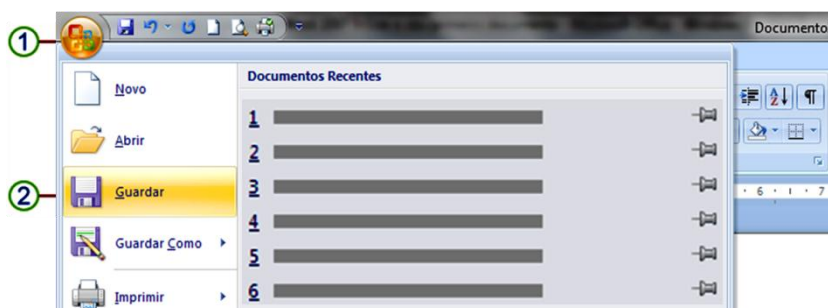 1
Documento
Novo
Documentos Recentes
1
Abrir
2
2
Guardar
3
· 6 · ı · 7
Guardar Como
4
5
Imprimir
6